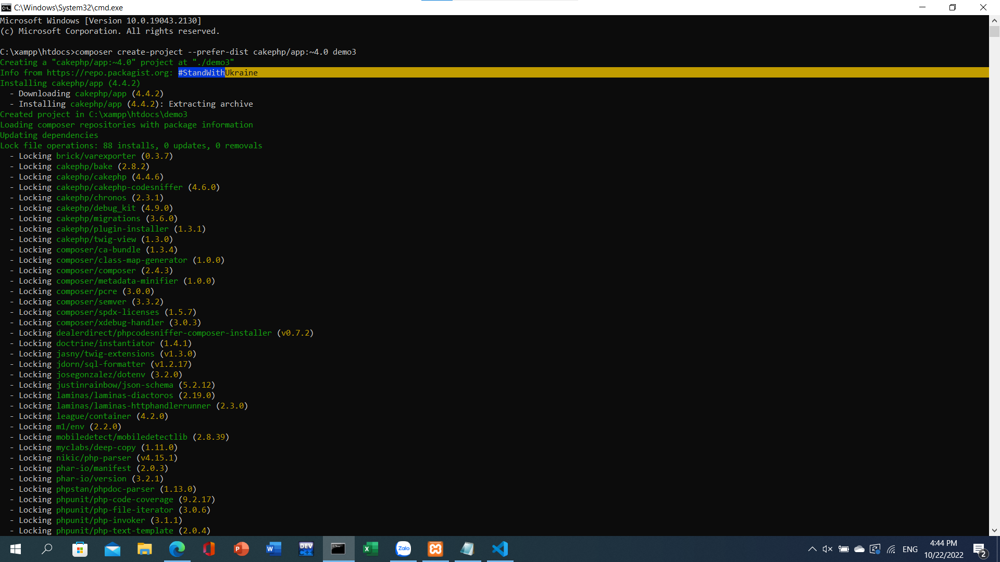 C:\Windows\System32\cmd.exe
Microsoft Windows [Version 10.0.19043.2130]
(c) Microsoft Corporation. All rights reserved.
C:\xampp\htdocs>composer create-project --prefer-dist cakephp/app:~4.0 demo3
Creating a "cakephp/app:~4.0" project at "./demo3"
Info from https://repo.packagist.org: #StandWithUkraine
Installing cakephp/app (4.4.2)
  - Downloading cakephp/app (4.4.2)
  - Installing cakephp/app (4.4.2): Extracting archive
Created project in C:\xampp\htdocs\demo3
Loading composer repositories with package information
Updating dependencies
Lock file operations: 88 installs, 0 updates, 0 removals
  - Locking brick/varexporter (0.3.7)
  - Locking cakephp/bake (2.8.2)
  - Locking cakephp/cakephp (4.4.6)
  - Locking cakephp/cakephp-codesniffer (4.6.0)
  - Locking cakephp/chronos (2.3.1)
  - Locking cakephp/debug_kit (4.9.0)
  - Locking cakephp/migrations (3.6.0)
  - Locking cakephp/plugin-installer (1.3.1)
  - Locking cakephp/twig-view (1.3.0)
  - Locking composer/ca-bundle (1.3.4)
  - Locking composer/class-map-generator (1.0.0)
  - Locking composer/composer (2.4.3)
  - Locking composer/metadata-minifier (1.0.0)
  - Locking composer/pcre (3.0.0)
  - Locking composer/semver (3.3.2)
  - Locking composer/spdx-licenses (1.5.7)
  - Locking composer/xdebug-handler (3.0.3)
  - Locking dealerdirect/phpcodesniffer-composer-installer (v0.7.2)
  - Locking doctrine/instantiator (1.4.1)
  - Locking jasny/twig-extensions (v1.3.0)
  - Locking jdorn/sql-formatter (v1.2.17)
  - Locking josegonzalez/dotenv (3.2.0)
  - Locking justinrainbow/json-schema (5.2.12)
  - Locking laminas/laminas-diactoros (2.19.0)
  - Locking laminas/laminas-httphandlerrunner (2.3.0)
  - Locking league/container (4.2.0)
  - Locking m1/env (2.2.0)
  - Locking mobiledetect/mobiledetectlib (2.8.39)
  - Locking myclabs/deep-copy (1.11.0)
  - Locking nikic/php-parser (v4.15.1)
  - Locking phar-io/manifest (2.0.3)
  - Locking phar-io/version (3.2.1)
  - Locking phpstan/phpdoc-parser (1.13.0)
  - Locking phpunit/php-code-coverage (9.2.17)
  - Locking phpunit/php-file-iterator (3.0.6)
  - Locking phpunit/php-invoker (3.1.1)
  - Locking phpunit/php-text-template (2.0.4)
P W DEV C++ X Zalo ENG 4:44 PM
10/22/2022 2